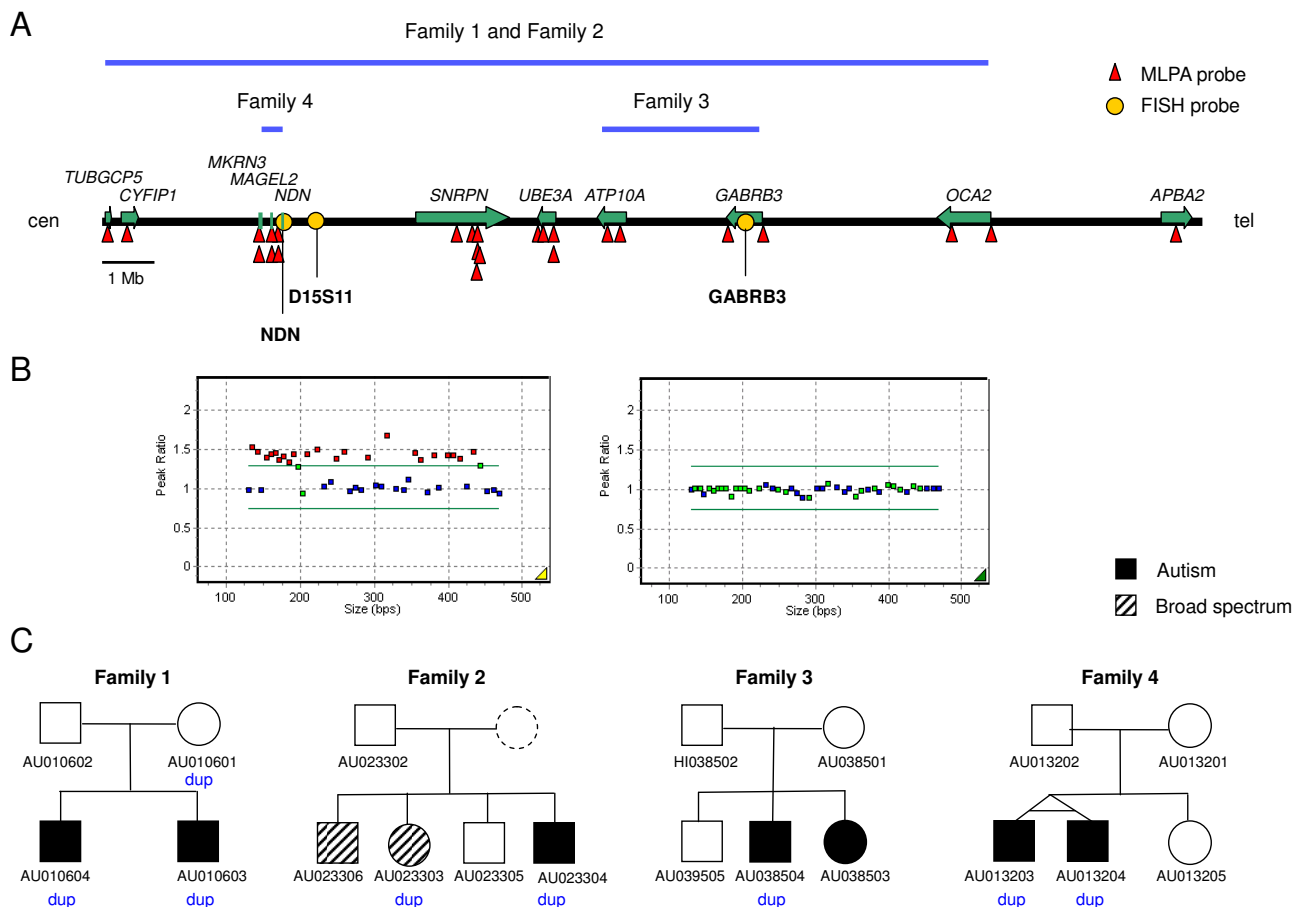 A
Family 1 and Family 2
MLPA probe
FISH probe
Family 4
Family 3
MKRN3
TUBGCP5
MAGEL2
CYFIP1
NDN
SNRPN
UBE3A
ATP10A
GABRB3
OCA2
APBA2
cen
tel
1 Mb
D15S11
GABRB3
NDN
B
Peak Ratio
2
1.5
1
0.5
0
100
200
300
400
500
Size (bps)
Peak Ratio
2
1.5
1
0.5
0
100
200
300
400
500
Size (bps)
Autism
Broad spectrum
C
Family 1
Family 2
Family 3
Family 4
AU010602
AU010601
dup
AU023302
HI038502
AU038501
AU013202
AU013201
AU010604
AU010603
dup
dup
AU023306
AU023303
AU023305
AU023304
dup
dup
AU039505
AU038504
AU038503
dup
AU013203
AU013204
AU013205
dup
dup